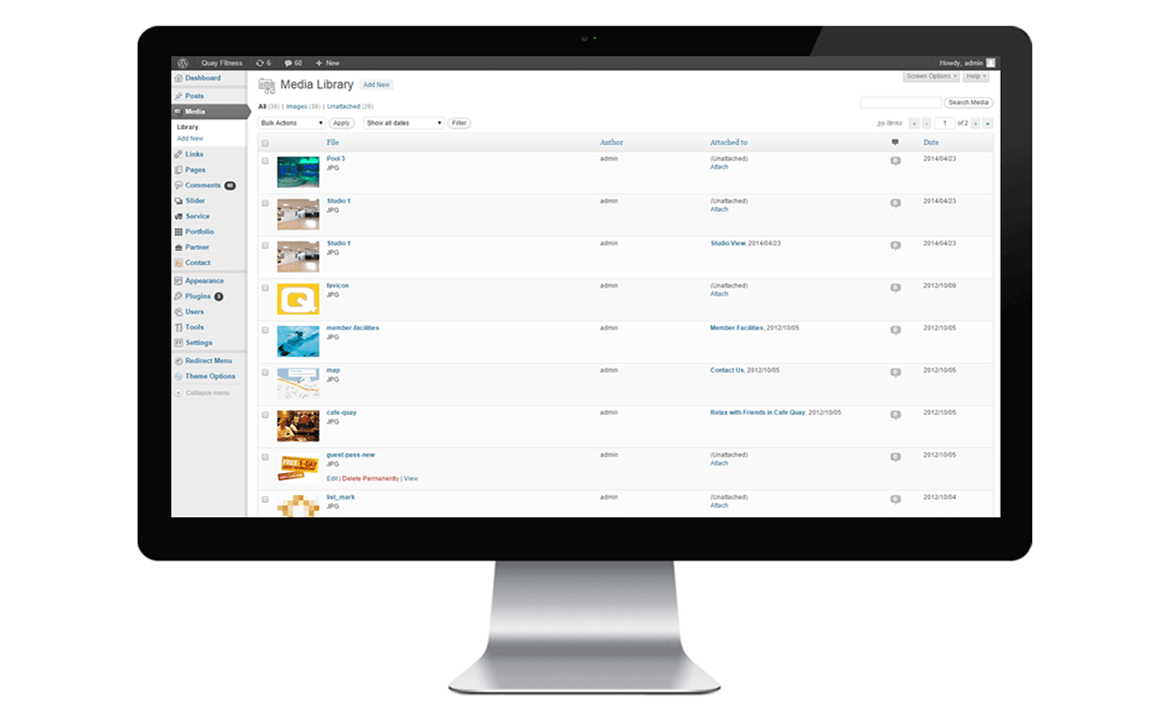 Quay Fitness 6 60 New Howdy, admin
Dashboard
Posts
Media
Library
Add New
Links
Pages
Comments 60
Slider
Service
Portfolio
Partner
Contact
Appearance
Plugins 3
Users
Tools
Settings
Redirect Menu
Theme Options
Collapse menu
Screen Options Help
Media Library Add New
All (39) | Images (39) | Unattached (28)
Search Media
Bulk Actions Apply Show all dates Filter
39 items « ‹ 1 of 2 › »
File Author Attached to Date
Pool 3 admin (Unattached) 0 2014/04/23
JPG Attach
Studio 1 admin (Unattached) 0 2014/04/23
JPG Attach
Studio 1 admin Studio View, 2014/04/23 0 2014/04/23
JPG
favicon admin (Unattached) 0 2012/10/09
JPG Attach
member-facilities admin Member Facilities, 2012/10/05 0 2012/10/05
JPG
map admin Contact Us, 2012/10/05 0 2012/10/05
JPG
cafe-quay admin Relax with Friends in Cafe Quay, 2012/10/05 0 2012/10/05
JPG
guest-pass-new admin (Unattached) 0 2012/10/05
JPG Attach
FREE 1-DAY
Edit | Delete Permanently | View
list_mark admin (Unattached) 0 2012/10/04
JPG Attach